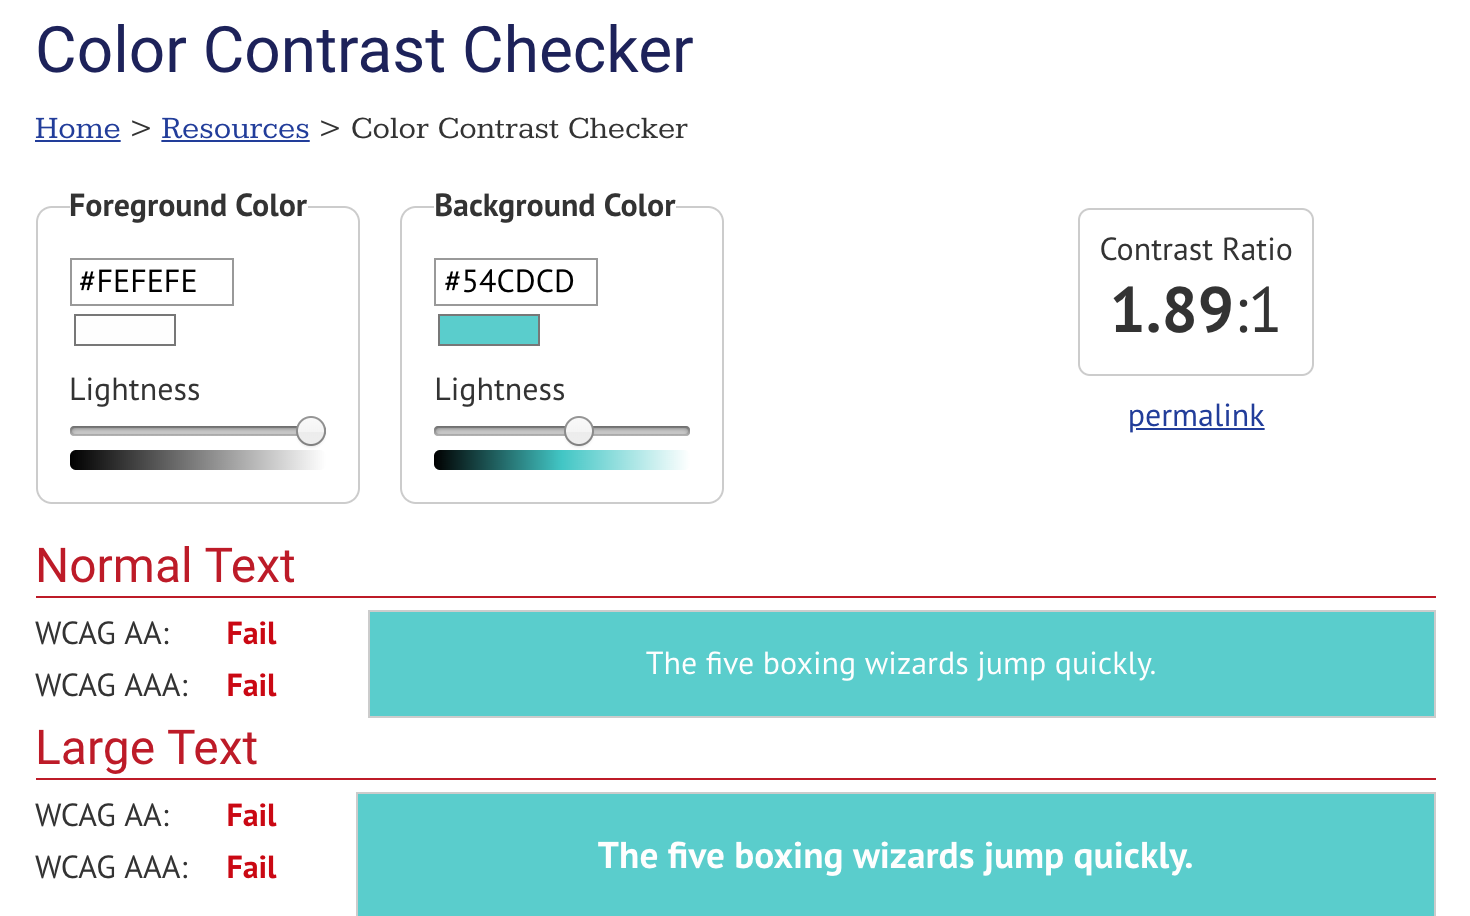 Color Contrast Checker
Home > Resources > Color Contrast Checker
Foreground Color
#FEFEFE
Lightness
Background Color
#54CDCD
Lightness
Contrast Ratio
1.89:1
permalink
Normal Text
WCAG AA: Fail
WCAG AAA: Fail
The five boxing wizards jump quickly.
Large Text
WCAG AA: Fail
WCAG AAA: Fail
The five boxing wizards jump quickly.